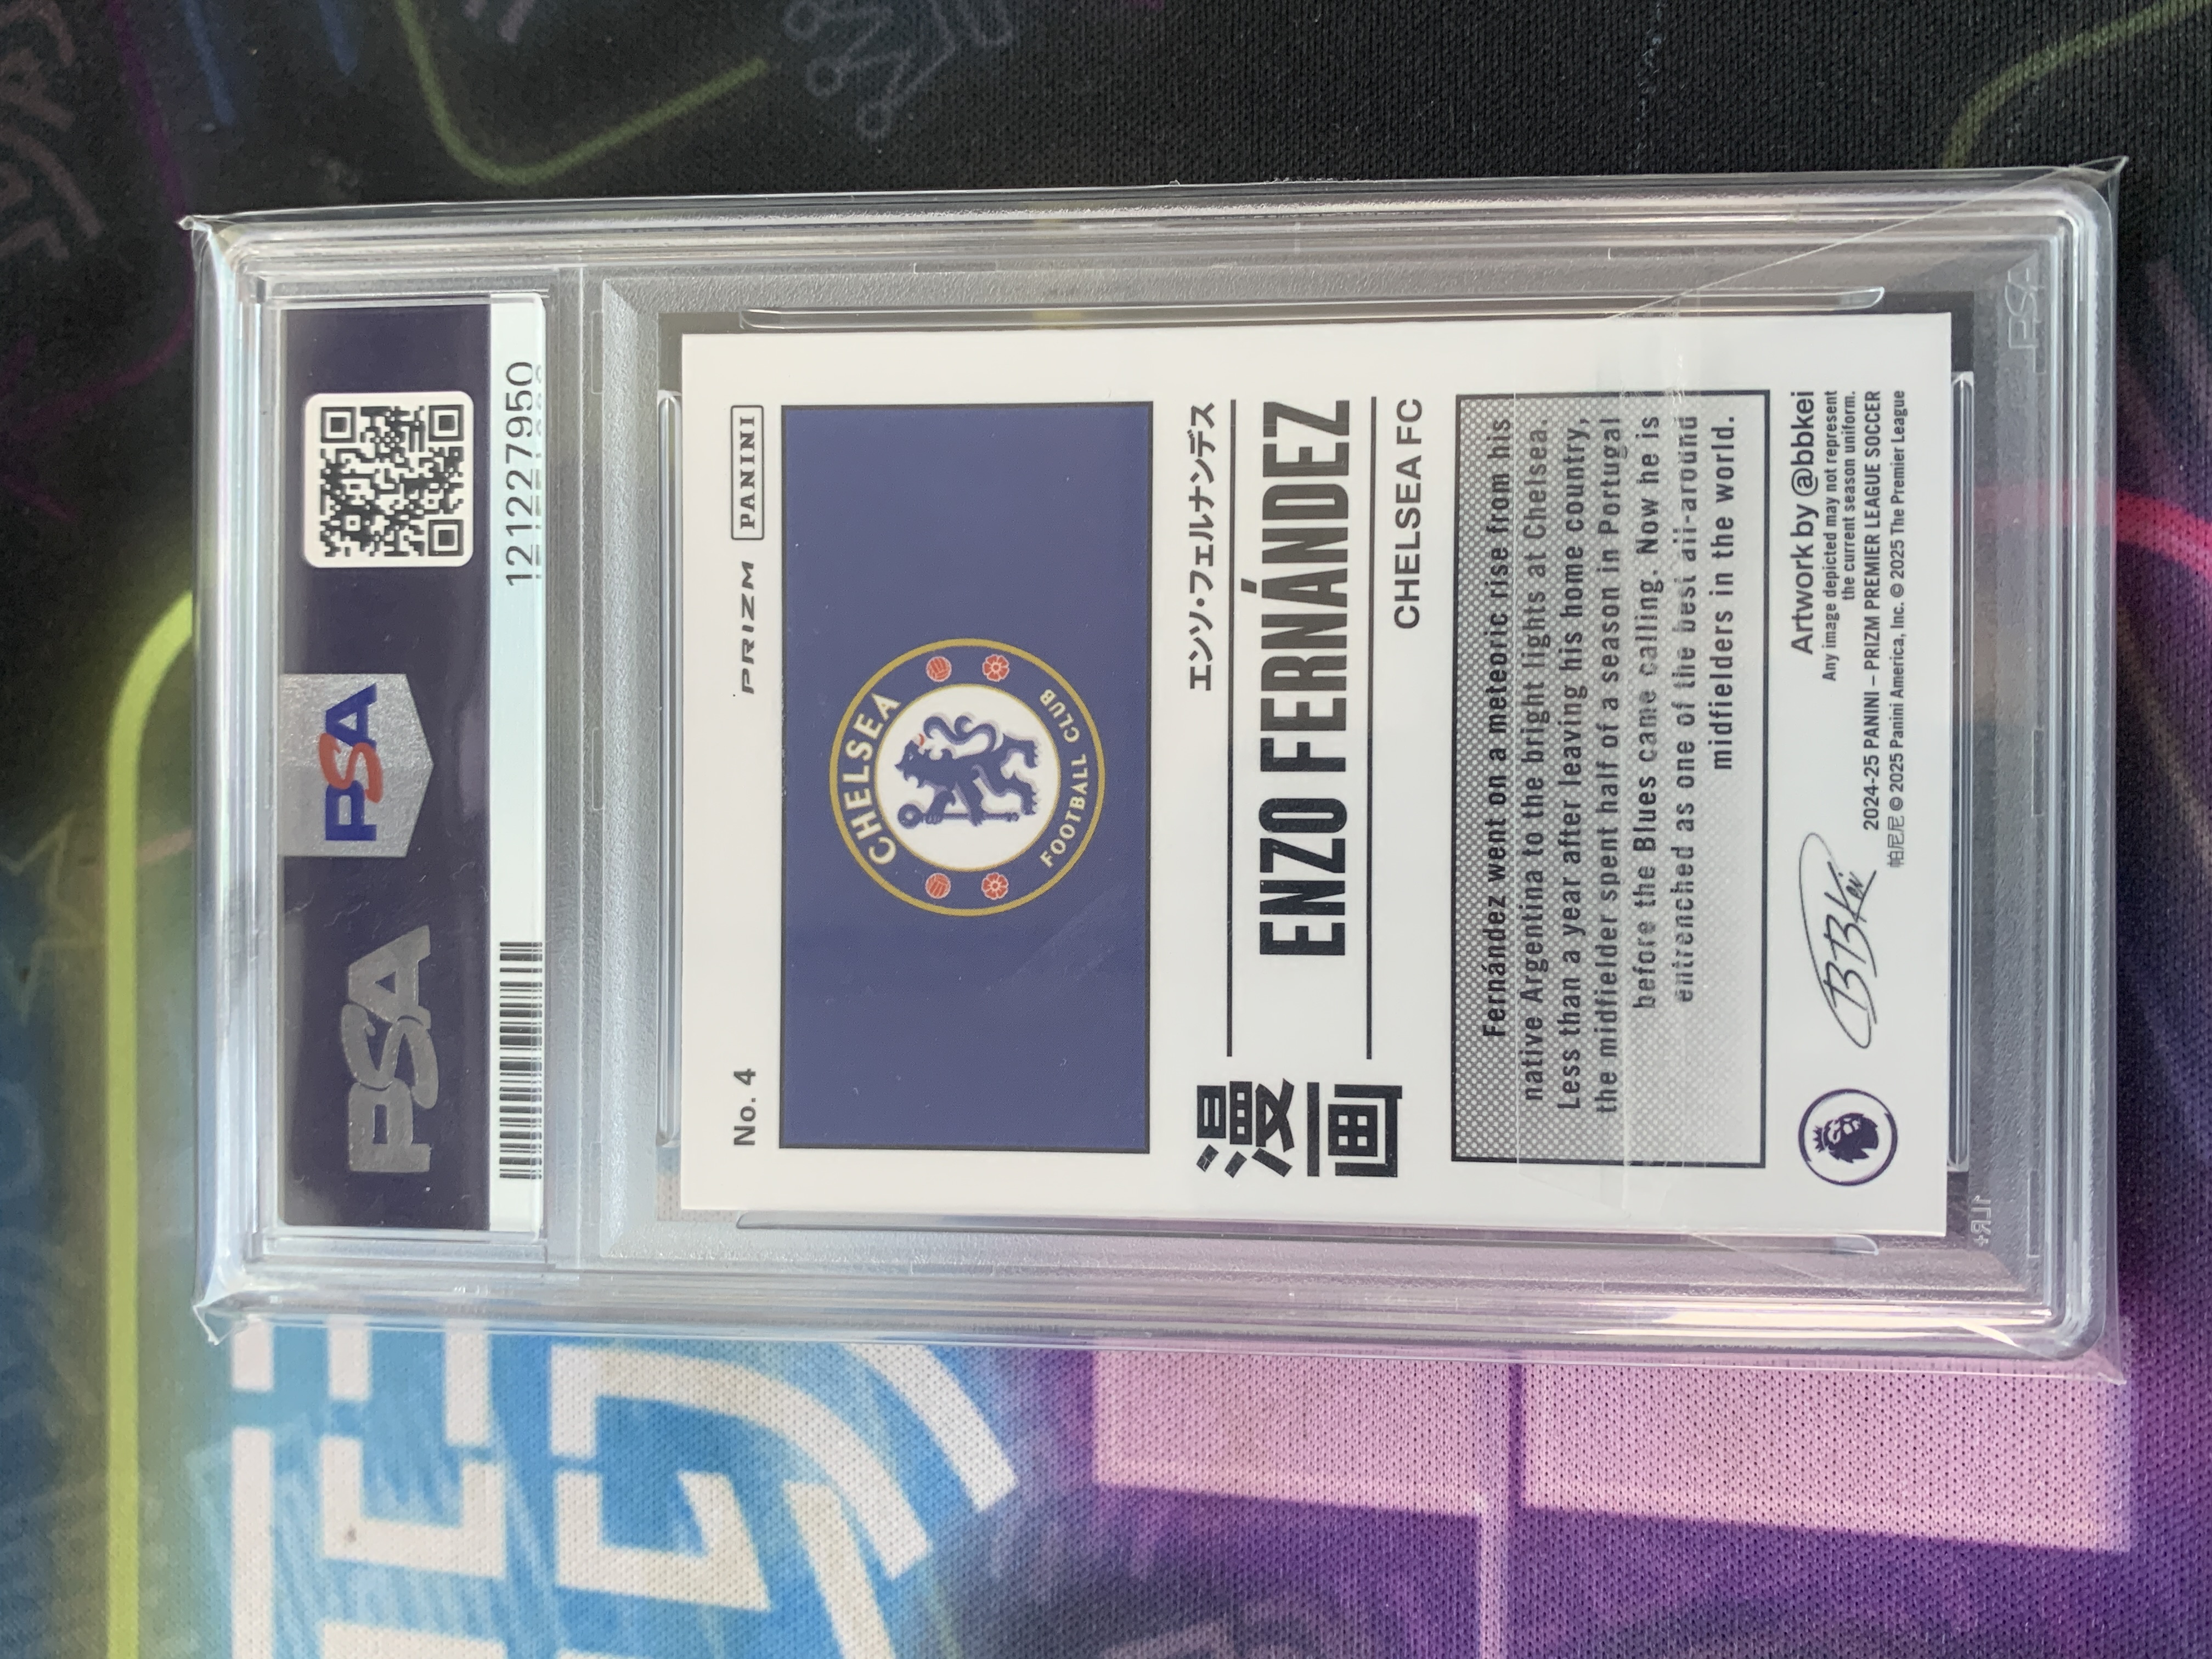 PSA
PSA
121227950
No. 4
PRIZM PANINI
CHELSEA
FOOTBALL CLUB
漫画
エンソ・フェルナンデス
ENZO FERNÁNDEZ
CHELSEA FC
Fernández went on a meteoric rise from his
native Argentina to the bright lights at Chelsea.
Less than a year after leaving his home country,
the midfielder spent half of a season in Portugal
before the Blues came calling. Now he is
entrenched as one of the best all-around
midfielders in the world.
BBKei
Artwork by @bbkei
Any image depicted may not represent
the current season uniform.
2024-25 PANINI – PRIZM PREMIER LEAGUE SOCCER
帕尼尼 © 2025 Panini America, Inc. © 2025 The Premier League
1LR+
PSA